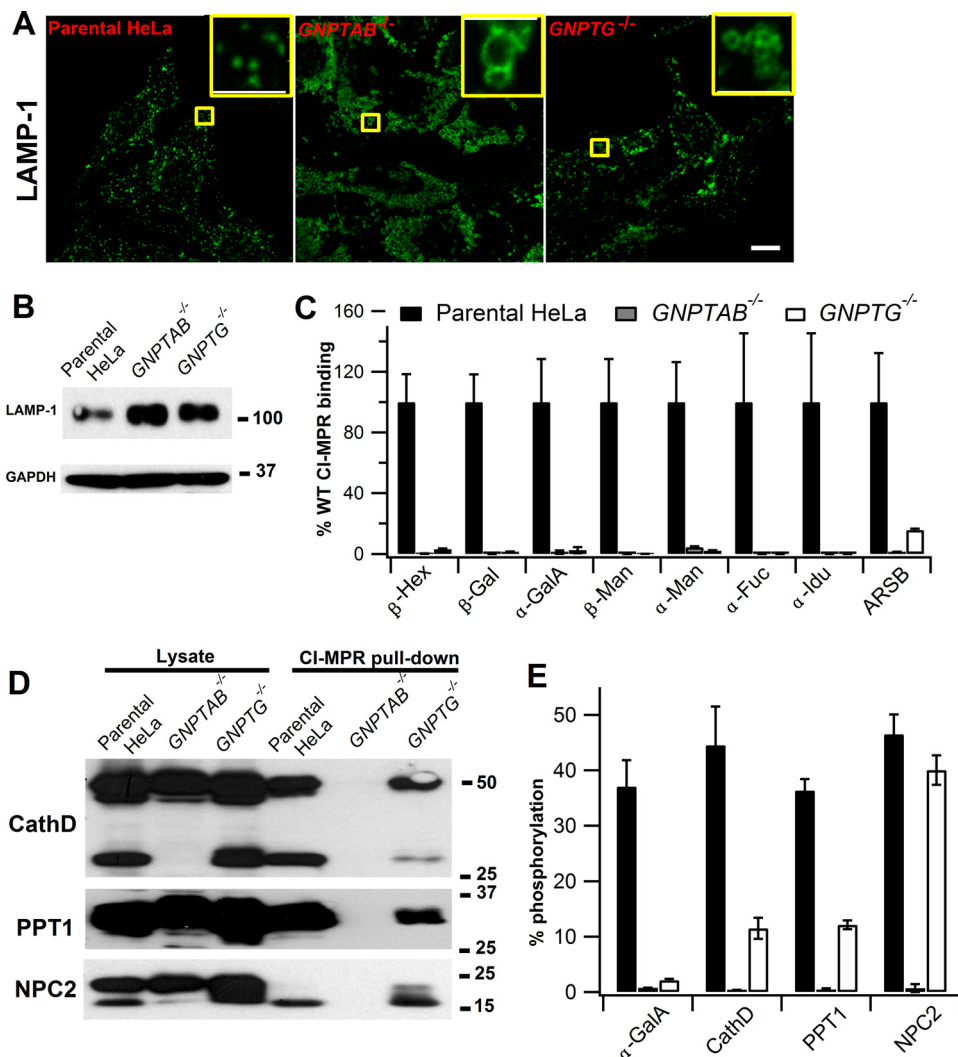 A
Parental HeLa
GNPTAB-/-
GNPTG-/-
LAMP-1
B
Parental HeLa
GNPTAB-/-
GNPTG-/-
LAMP-1
- 100
GAPDH
- 37
C
Parental HeLa
GNPTAB-/-
GNPTG-/-
% WT CI-MPR binding
160
120
80
40
0
β-Hex
β-Gal
α-GalA
β-Man
α-Man
α-Fuc
α-Idu
ARSB
D
Lysate
CI-MPR pull-down
Parental HeLa
GNPTAB-/-
GNPTG-/-
Parental HeLa
GNPTAB-/-
GNPTG-/-
CathD
- 50
- 25
PPT1
- 37
- 25
NPC2
- 25
- 15
E
% phosphorylation
50
40
30
20
10
0
α-GalA
CathD
PPT1
NPC2